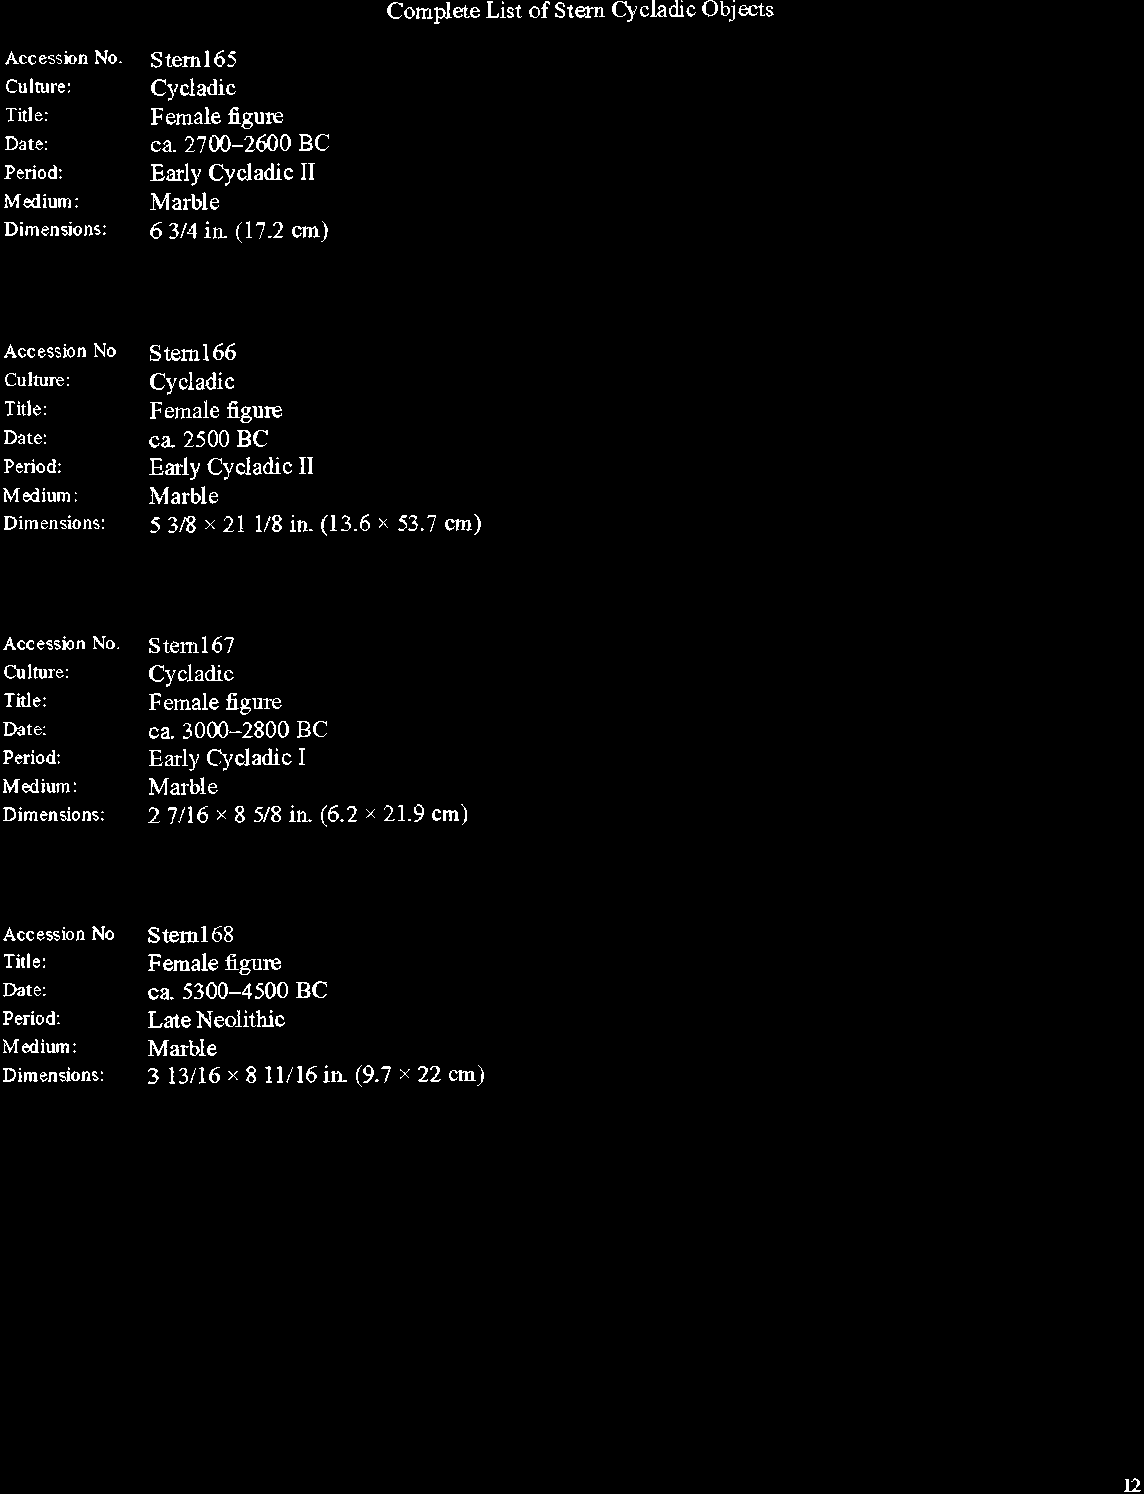 Complete List of Stern Cycladic Objects
Accession No. Stern165
Culture: Cycladic
Title: Female figure
Date: ca. 2700–2600 BC
Period: Early Cycladic II
Medium: Marble
Dimensions: 6 3/4 in. (17.2 cm)
Accession No Stern166
Culture: Cycladic
Title: Female figure
Date: ca. 2500 BC
Period: Early Cycladic II
Medium: Marble
Dimensions: 5 3/8 × 21 1/8 in. (13.6 × 53.7 cm)
Accession No. Stern167
Culture: Cycladic
Title: Female figure
Date: ca. 3000–2800 BC
Period: Early Cycladic I
Medium: Marble
Dimensions: 2 7/16 × 8 5/8 in. (6.2 × 21.9 cm)
Accession No Stern168
Title: Female figure
Date: ca. 5300–4500 BC
Period: Late Neolithic
Medium: Marble
Dimensions: 3 13/16 × 8 11/16 in. (9.7 × 22 cm)
12